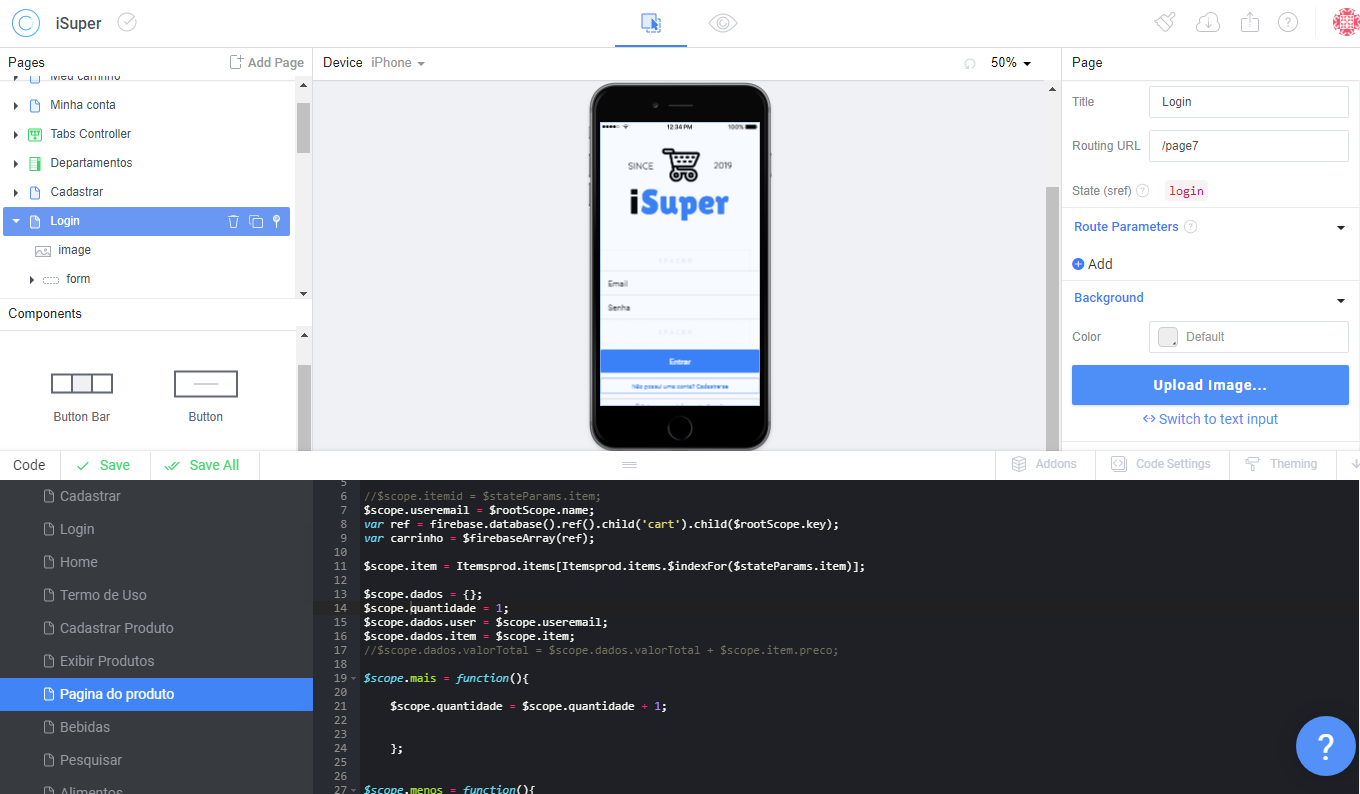 iSuper
Pages
Add Page
Meu carrinho
Minha conta
Tabs Controller
Departamentos
Cadastrar
Login
image
form
Components
Button Bar
Button
Device iPhone
50%
12:34 PM
100%
SINCE
2019
iSuper
SPACER
Email
Senha
SPACER
Entrar
Não possui uma conta? Cadastre-se
Page
Title
Login
Routing URL
/page7
State (sref) ?
login
Route Parameters ?
Add
Background
Color
Default
Upload Image...
Switch to text input
Code
Save
Save All
Addons
Code Settings
Theming
Cadastrar
Login
Home
Termo de Uso
Cadastrar Produto
Exibir Produtos
Pagina do produto
Bebidas
Pesquisar
Alimentos
5
6 //$scope.itemid = $stateParams.item;
7 $scope.useremail = $rootScope.name;
8 var ref = firebase.database().ref().child('cart').child($rootScope.key);
9 var carrinho = $firebaseArray(ref);
10
11 $scope.item = Itemsprod.items[Itemsprod.items.$indexFor($stateParams.item)];
12
13 $scope.dados = {};
14 $scope.quantidade = 1;
15 $scope.dados.user = $scope.useremail;
16 $scope.dados.item = $scope.item;
17 //$scope.dados.valorTotal = $scope.dados.valorTotal + $scope.item.preco;
18
19 $scope.mais = function(){
20
21 $scope.quantidade = $scope.quantidade + 1;
22
23
24 };
25
26
27 $scope.menos = function(){
?